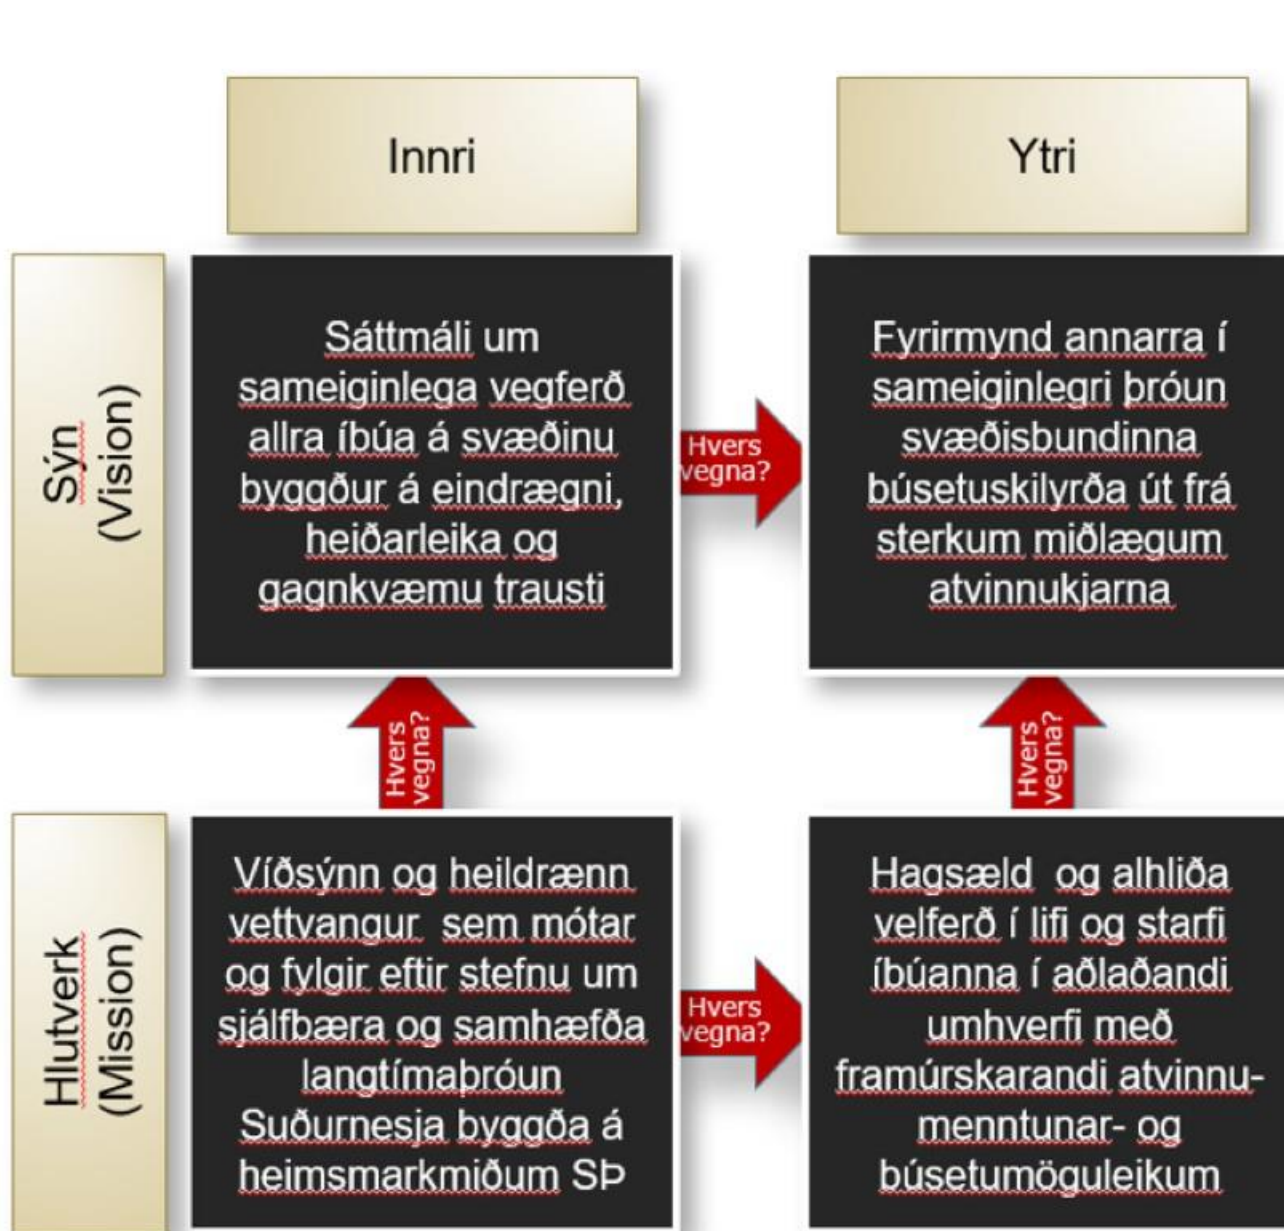 Innri
Ytri
Sýn
(Vision)
Sáttmáli um
sameiginlega vegferð
allra íbúa á svæðinu
byggður á eindrægni,
heiðarleika og
gagnkvæmu trausti
Hvers
vegna?
Fyrirmynd annarra í
sameiginlegri þróun
svæðisbundinna
búsetuskilyrða út frá
sterkum miðlægum
atvinnukjarna
Hvers
vegna?
Hvers
vegna?
Hlutverk
(Mission)
Víðsýnn og heildrænn
vettvangur sem mótar
og fylgir eftir stefnu um
sjálfbæra og samhæfða
langtímaþróun
Suðurnesja byggða á
heimsmarkmiðum SÞ
Hvers
vegna?
Hagsæld og alhliða
velferð í lifi og starfi
íbúanna í aðlaðandi
umhverfi með
framúrskarandi atvinnu-
menntunar- og
búsetumöguleikum